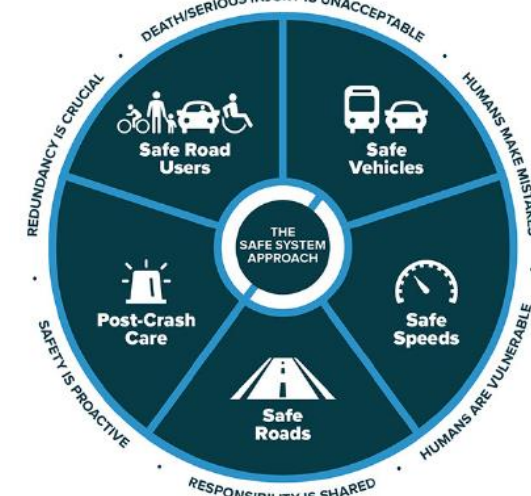 DEATH/SERIOUS INJURY IS UNACCEPTABLE
HUMANS MAKE MISTAKES
HUMANS ARE VULNERABLE
RESPONSIBILITY IS SHARED
SAFETY IS PROACTIVE
REDUNDANCY IS CRUCIAL
Safe Road
Users
Safe
Vehicles
THE
SAFE SYSTEM
APPROACH
Post-Crash
Care
Safe
Speeds
Safe
Roads